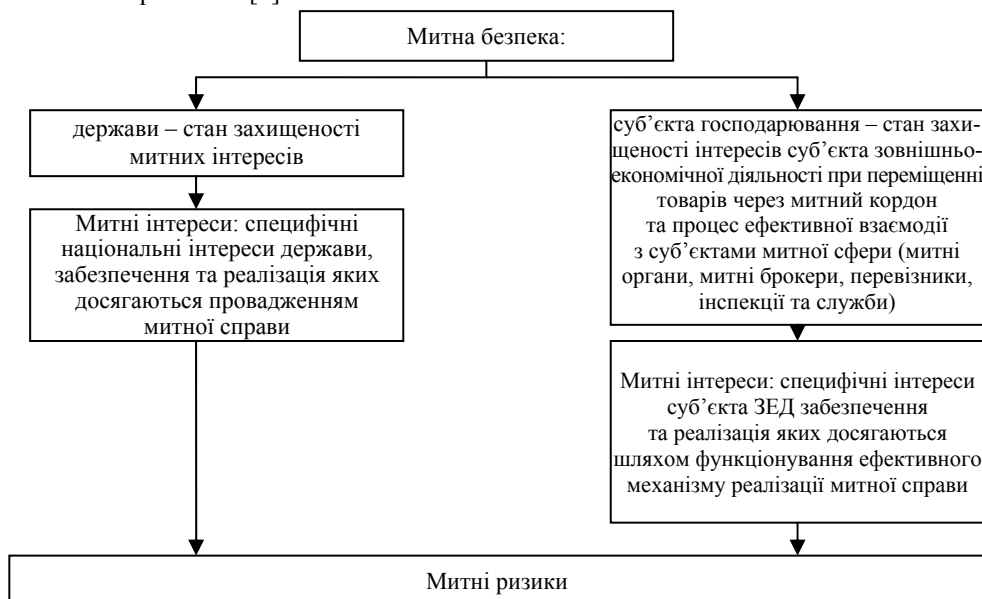 Митна безпека:
держави – стан захищеності
митних інтересів
Митні інтереси: специфічні
національні інтереси держави,
забезпечення та реалізація яких
досягаються провадженням
митної справи
суб’єкта господарювання – стан захи-
щеності інтересів суб’єкта зовнішньо-
економічної діяльності при переміщенні
товарів через митний кордон
та процес ефективної взаємодії
з суб’єктами митної сфери (митні
органи, митні брокери, перевізники,
інспекції та служби)
Митні інтереси: специфічні інтереси
суб’єкта ЗЕД забезпечення
та реалізація яких досягаються
шляхом функціонування ефективного
механізму реалізації митної справи
Митні ризики